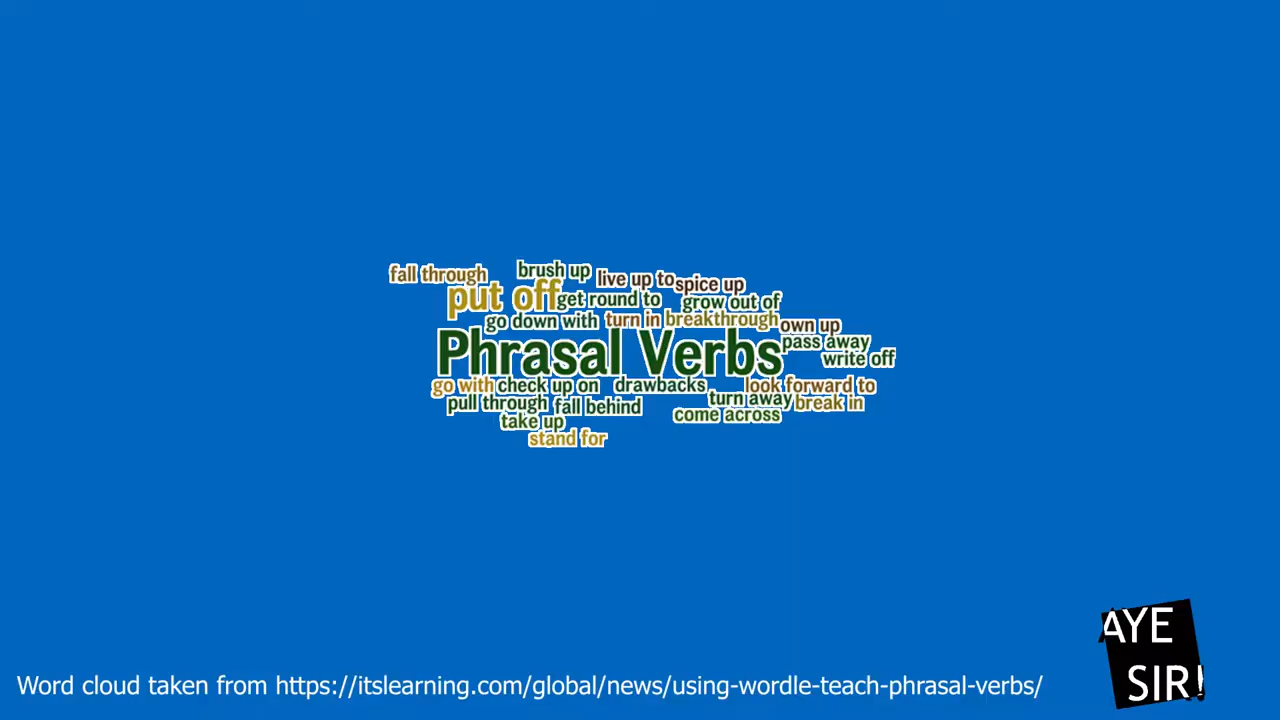 fall through
brush up
live up to
spice up
put off
get round to
grow out of
go down with
turn in
breakthrough
own up
Phrasal Verbs
pass away
write off
go with
check up on
drawbacks
look forward to
pull through
fall behind
turn away
break in
take up
come across
stand for
AYE
SIR!
Word cloud taken from https://itslearning.com/global/news/using-wordle-teach-phrasal-verbs/